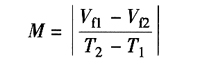 M = | (V_f1 − V_f2) / (T_2 − T_1) |